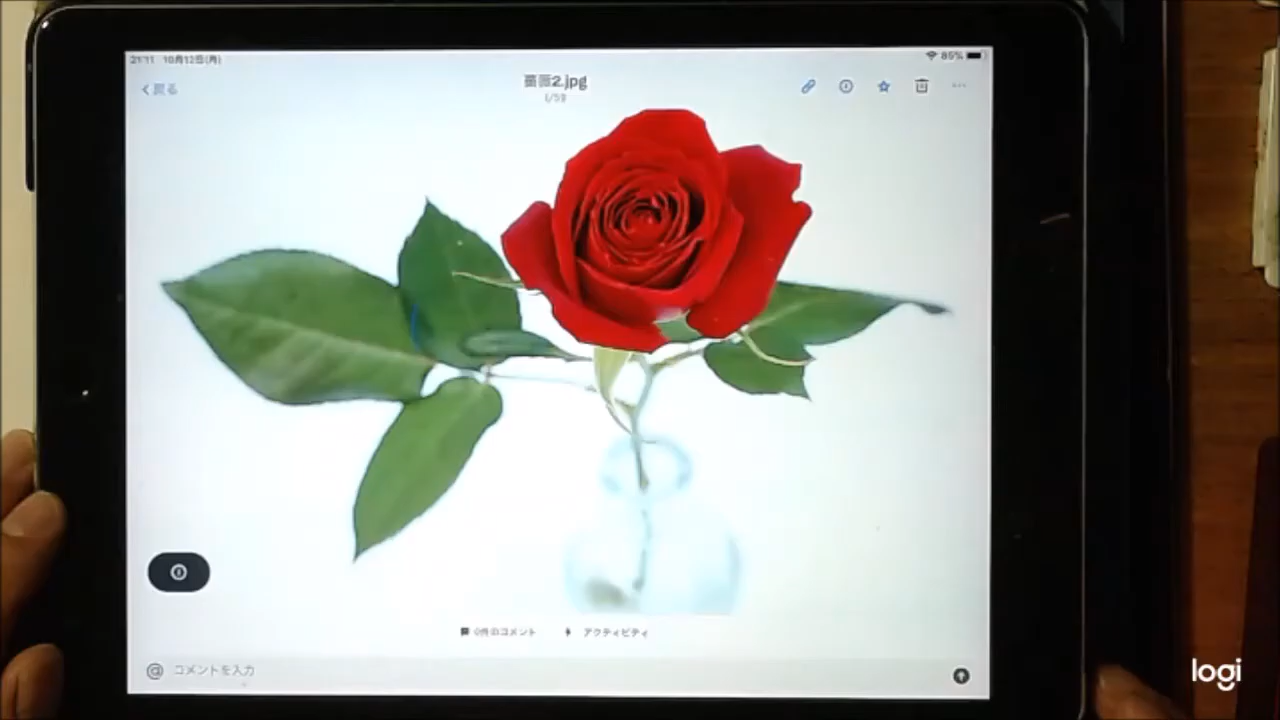 21:11 10月12日(月)
85%
戻る
薔薇2.jpg
1/59
0件のコメント アクティビティ
@ コメントを入力
logi